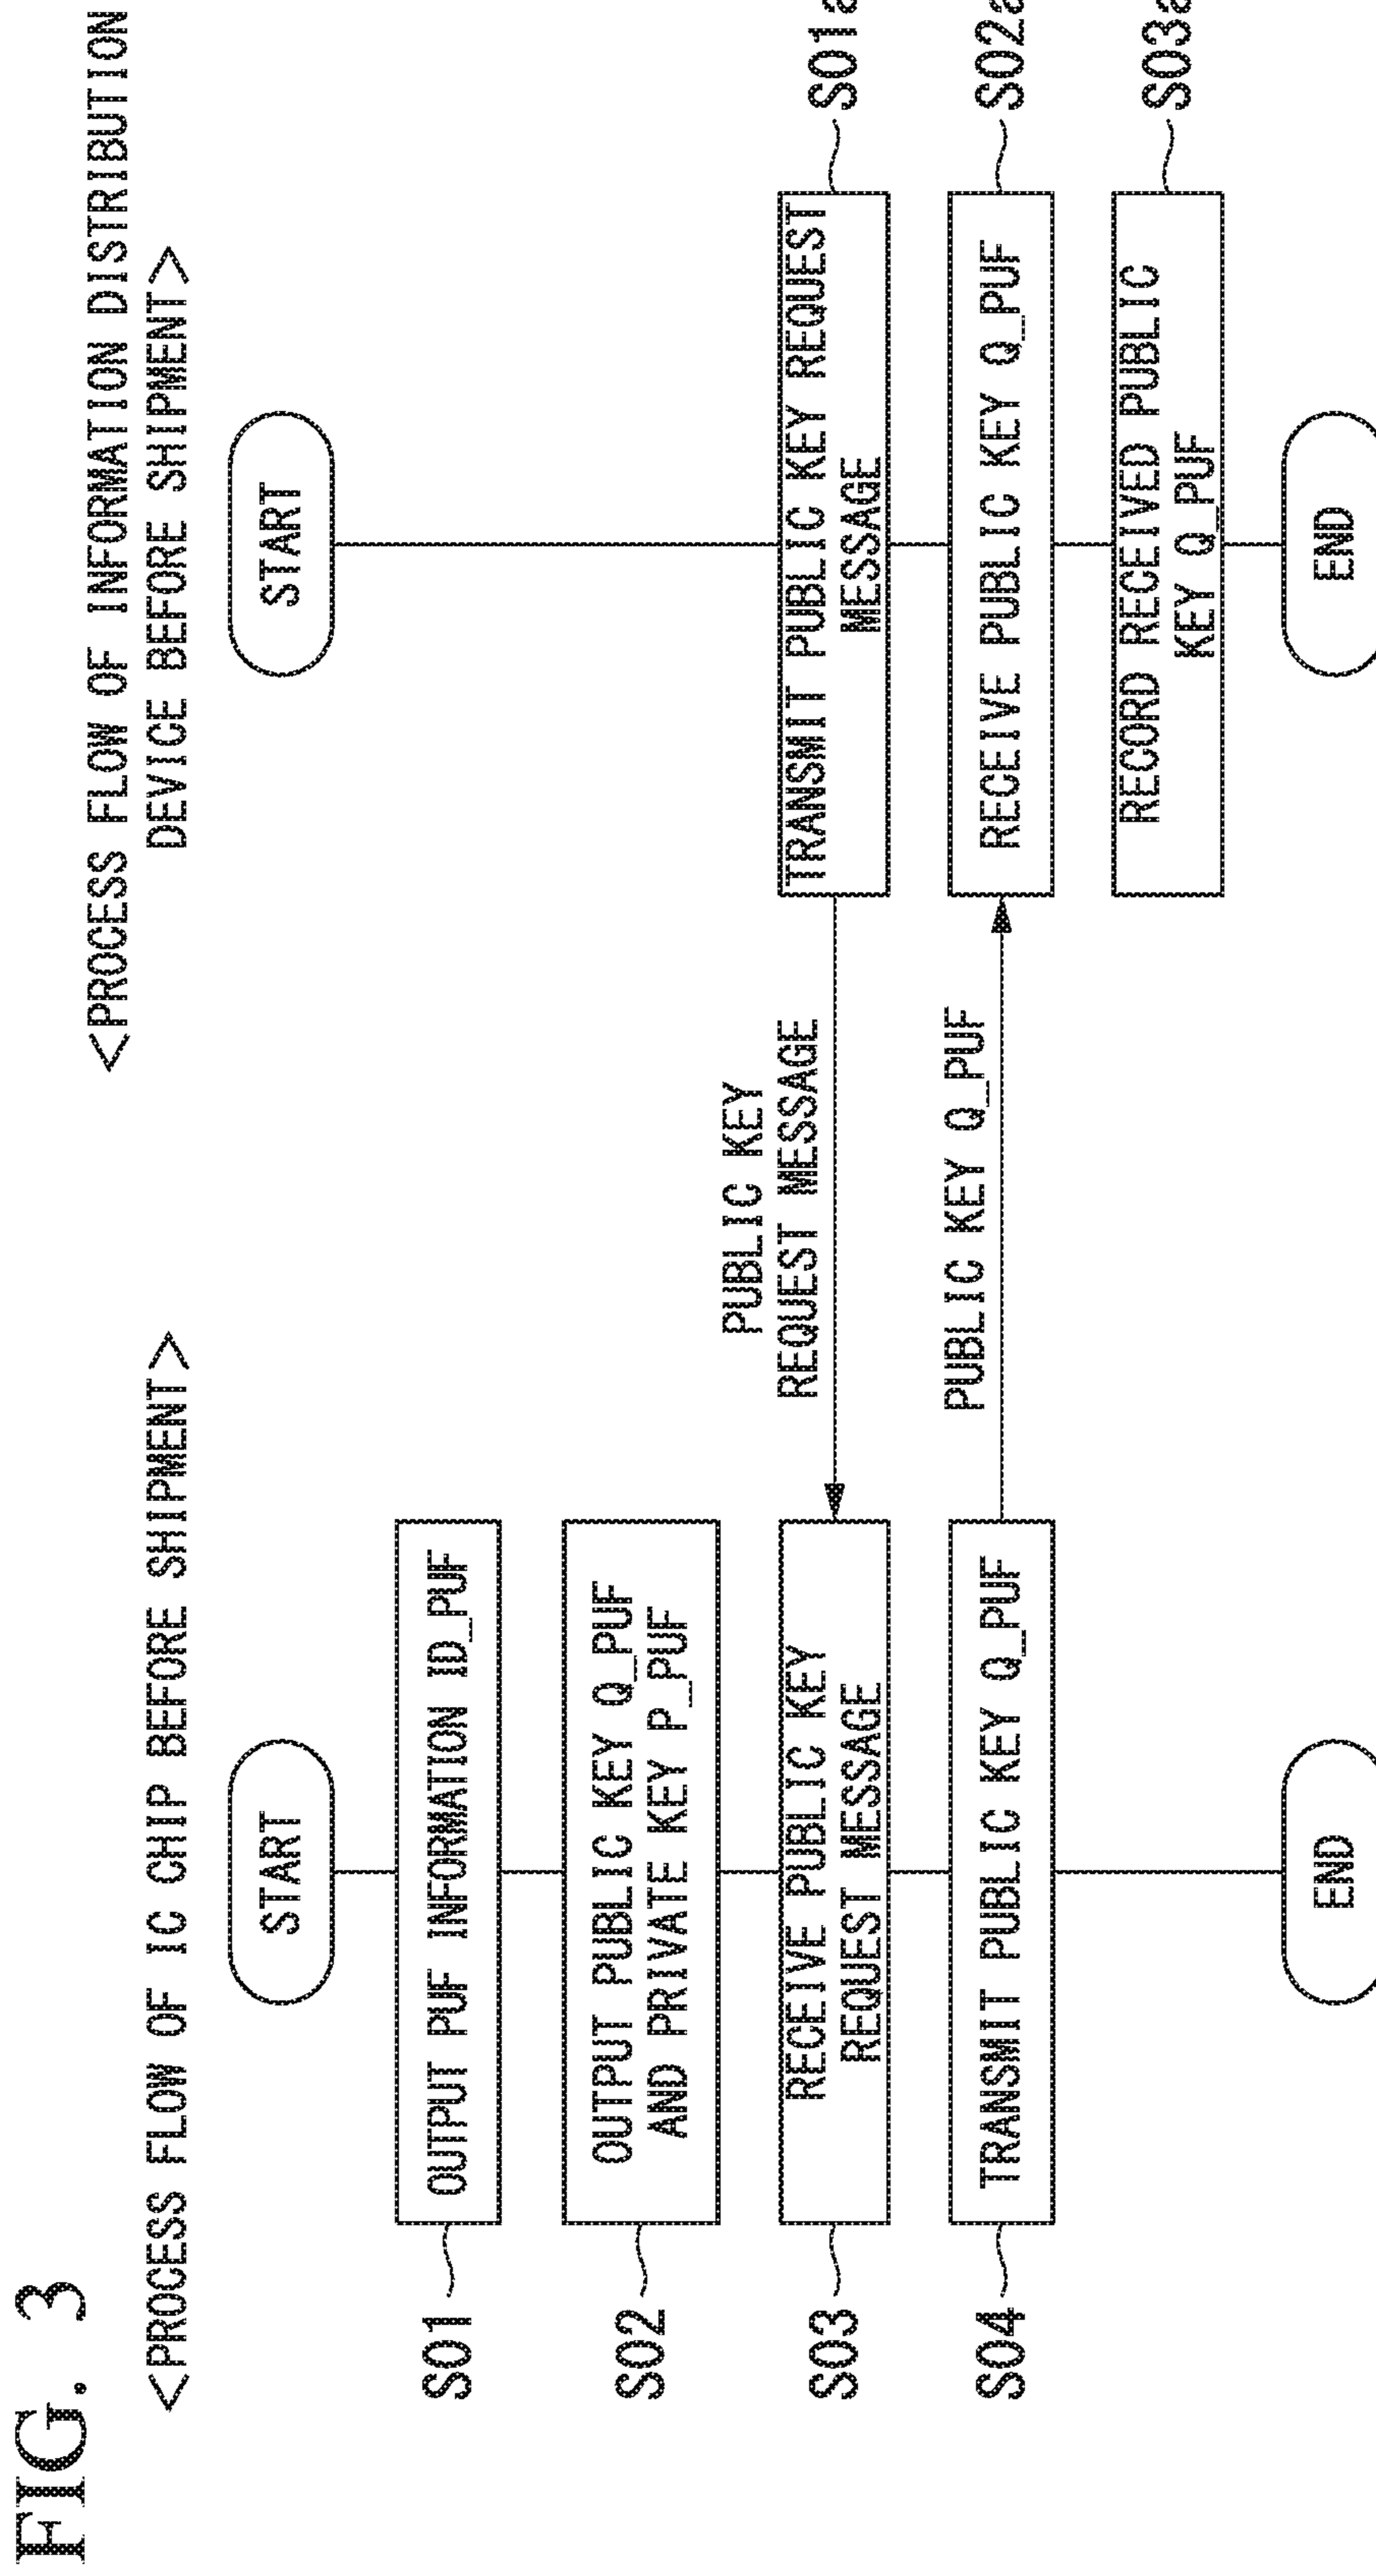 FIG. 3
<PROCESS FLOW OF IC CHIP BEFORE SHIPMENT>
START
S01
OUTPUT PUF INFORMATION ID_PUF
S02
OUTPUT PUBLIC KEY Q_PUF
AND PRIVATE KEY P_PUF
S03
RECEIVE PUBLIC KEY
REQUEST MESSAGE
S04
TRANSMIT PUBLIC KEY Q_PUF
END
PUBLIC KEY
REQUEST MESSAGE
PUBLIC KEY Q_PUF
<PROCESS FLOW OF INFORMATION DISTRIBUTION
DEVICE BEFORE SHIPMENT>
START
TRANSMIT PUBLIC KEY REQUEST
MESSAGE
S01a
RECEIVE PUBLIC KEY Q_PUF
S02a
RECORD RECEIVED PUBLIC
KEY Q_PUF
S03a
END